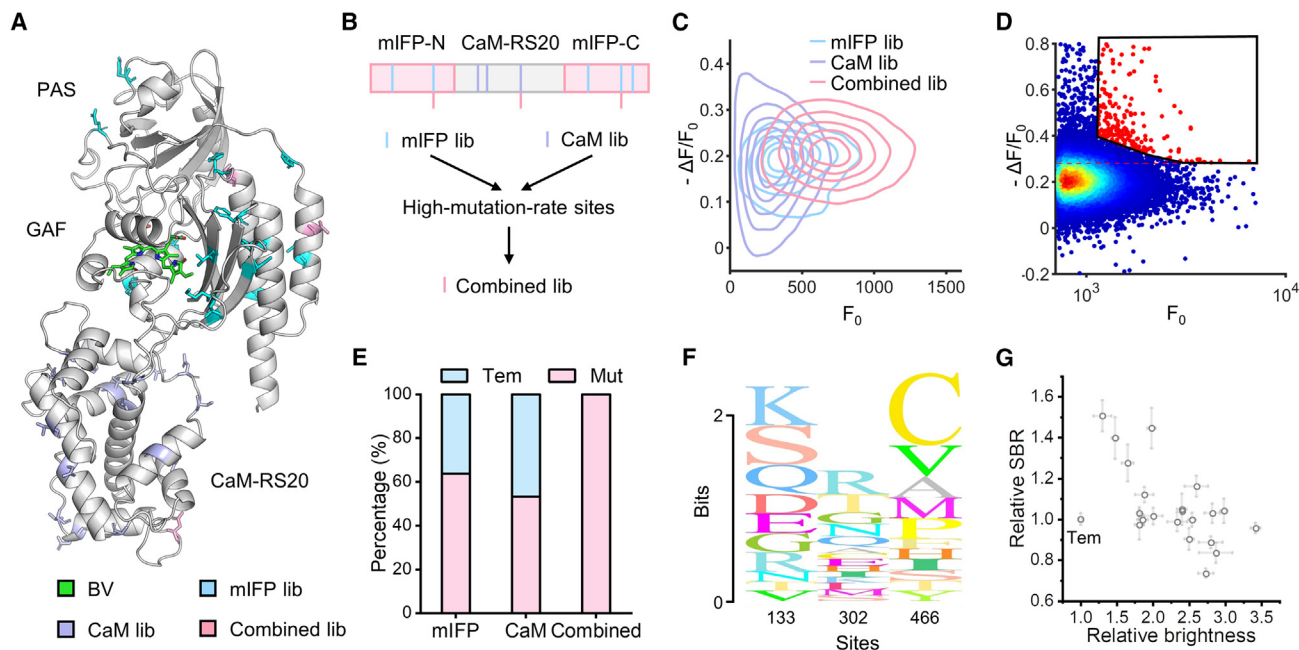 A
PAS
GAF
CaM-RS20
BV
mIFP lib
CaM lib
Combined lib
B
mIFP-N CaM-RS20 mIFP-C
mIFP lib
CaM lib
High-mutation-rate sites
Combined lib
C
mIFP lib
CaM lib
Combined lib
- ΔF/F0
0.4
0.3
0.2
0.1
0
500 1000 1500
F0
D
- ΔF/F0
0.8
0.6
0.4
0.2
0
-0.2
10^3 10^4
F0
E
Tem Mut
Percentage (%)
100
80
60
40
20
0
mIFP CaM Combined
F
Bits
2
0
K S Q D E G R N
R
C V A M
133 302 466
Sites
G
Relative SBR
1.6
1.4
1.2
1.0
0.8
0.6
Tem
1.0 1.5 2.0 2.5 3.0 3.5
Relative brightness